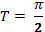 T = π/2